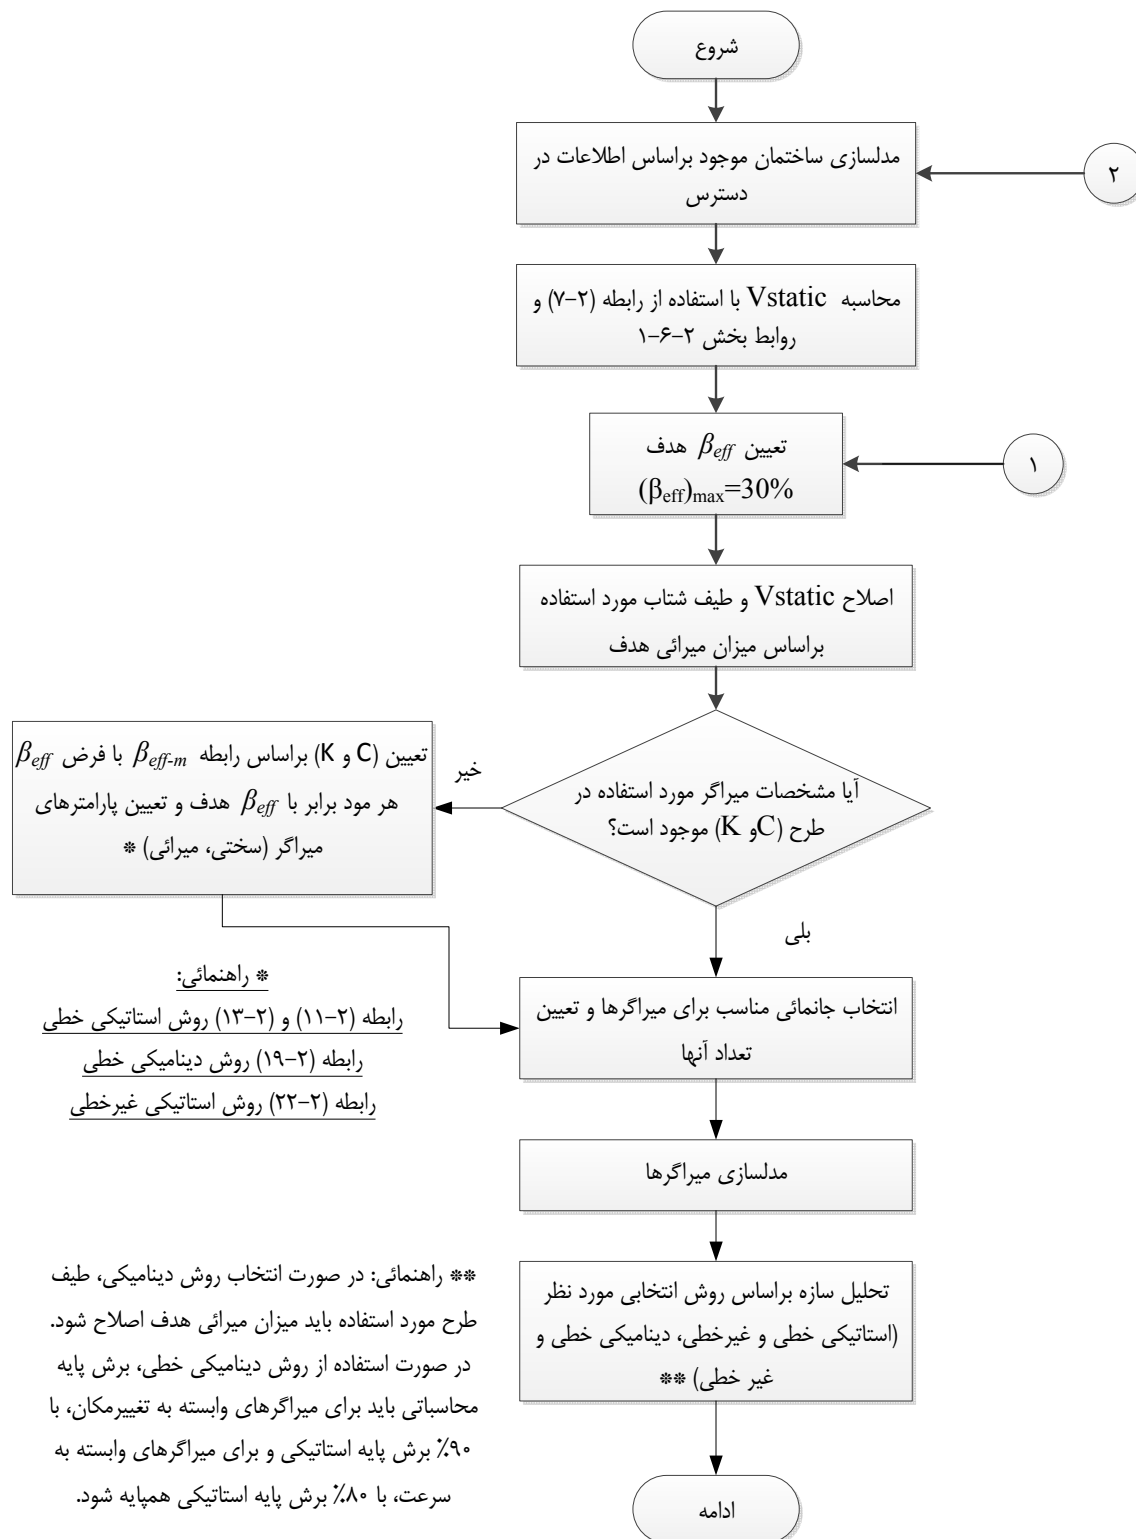 شروع
مدلسازی ساختمان موجود براساس اطلاعات در
دسترس
۲
محاسبه Vstatic با استفاده از رابطه (۲-۷) و
روابط بخش ۲-۶-۱
تعیین βeff هدف
(βeff)max=30%
۱
اصلاح Vstatic و طیف شتاب مورد استفاده
براساس میزان میرائی هدف
آیا مشخصات میراگر مورد استفاده در
طرح (C و K) موجود است؟
خیر
تعیین (C و K) براساس رابطه βeff-m با فرض βeff
هر مود برابر با βeff هدف و تعیین پارامترهای
میراگر (سختی، میرائی) *
بلی
* راهنمائی:
رابطه (۲-۱۱) و (۲-۱۳) روش استاتیکی خطی
رابطه (۲-۱۹) روش دینامیکی خطی
رابطه (۲-۲۲) روش استاتیکی غیرخطی
انتخاب جانمائی مناسب برای میراگرها و تعیین
تعداد آنها
مدلسازی میراگرها
تحلیل سازه براساس روش انتخابی مورد نظر
(استاتیکی خطی و غیرخطی، دینامیکی خطی و
غیر خطی) **
** راهنمائی: در صورت انتخاب روش دینامیکی، طیف
طرح مورد استفاده باید میزان میرائی هدف اصلاح شود.
در صورت استفاده از روش دینامیکی خطی، برش پایه
محاسباتی باید برای میراگرهای وابسته به تغییرمکان، با
۹۰٪ برش پایه استاتیکی و برای میراگرهای وابسته به
سرعت، با ۸۰٪ برش پایه استاتیکی همپایه شود.
ادامه